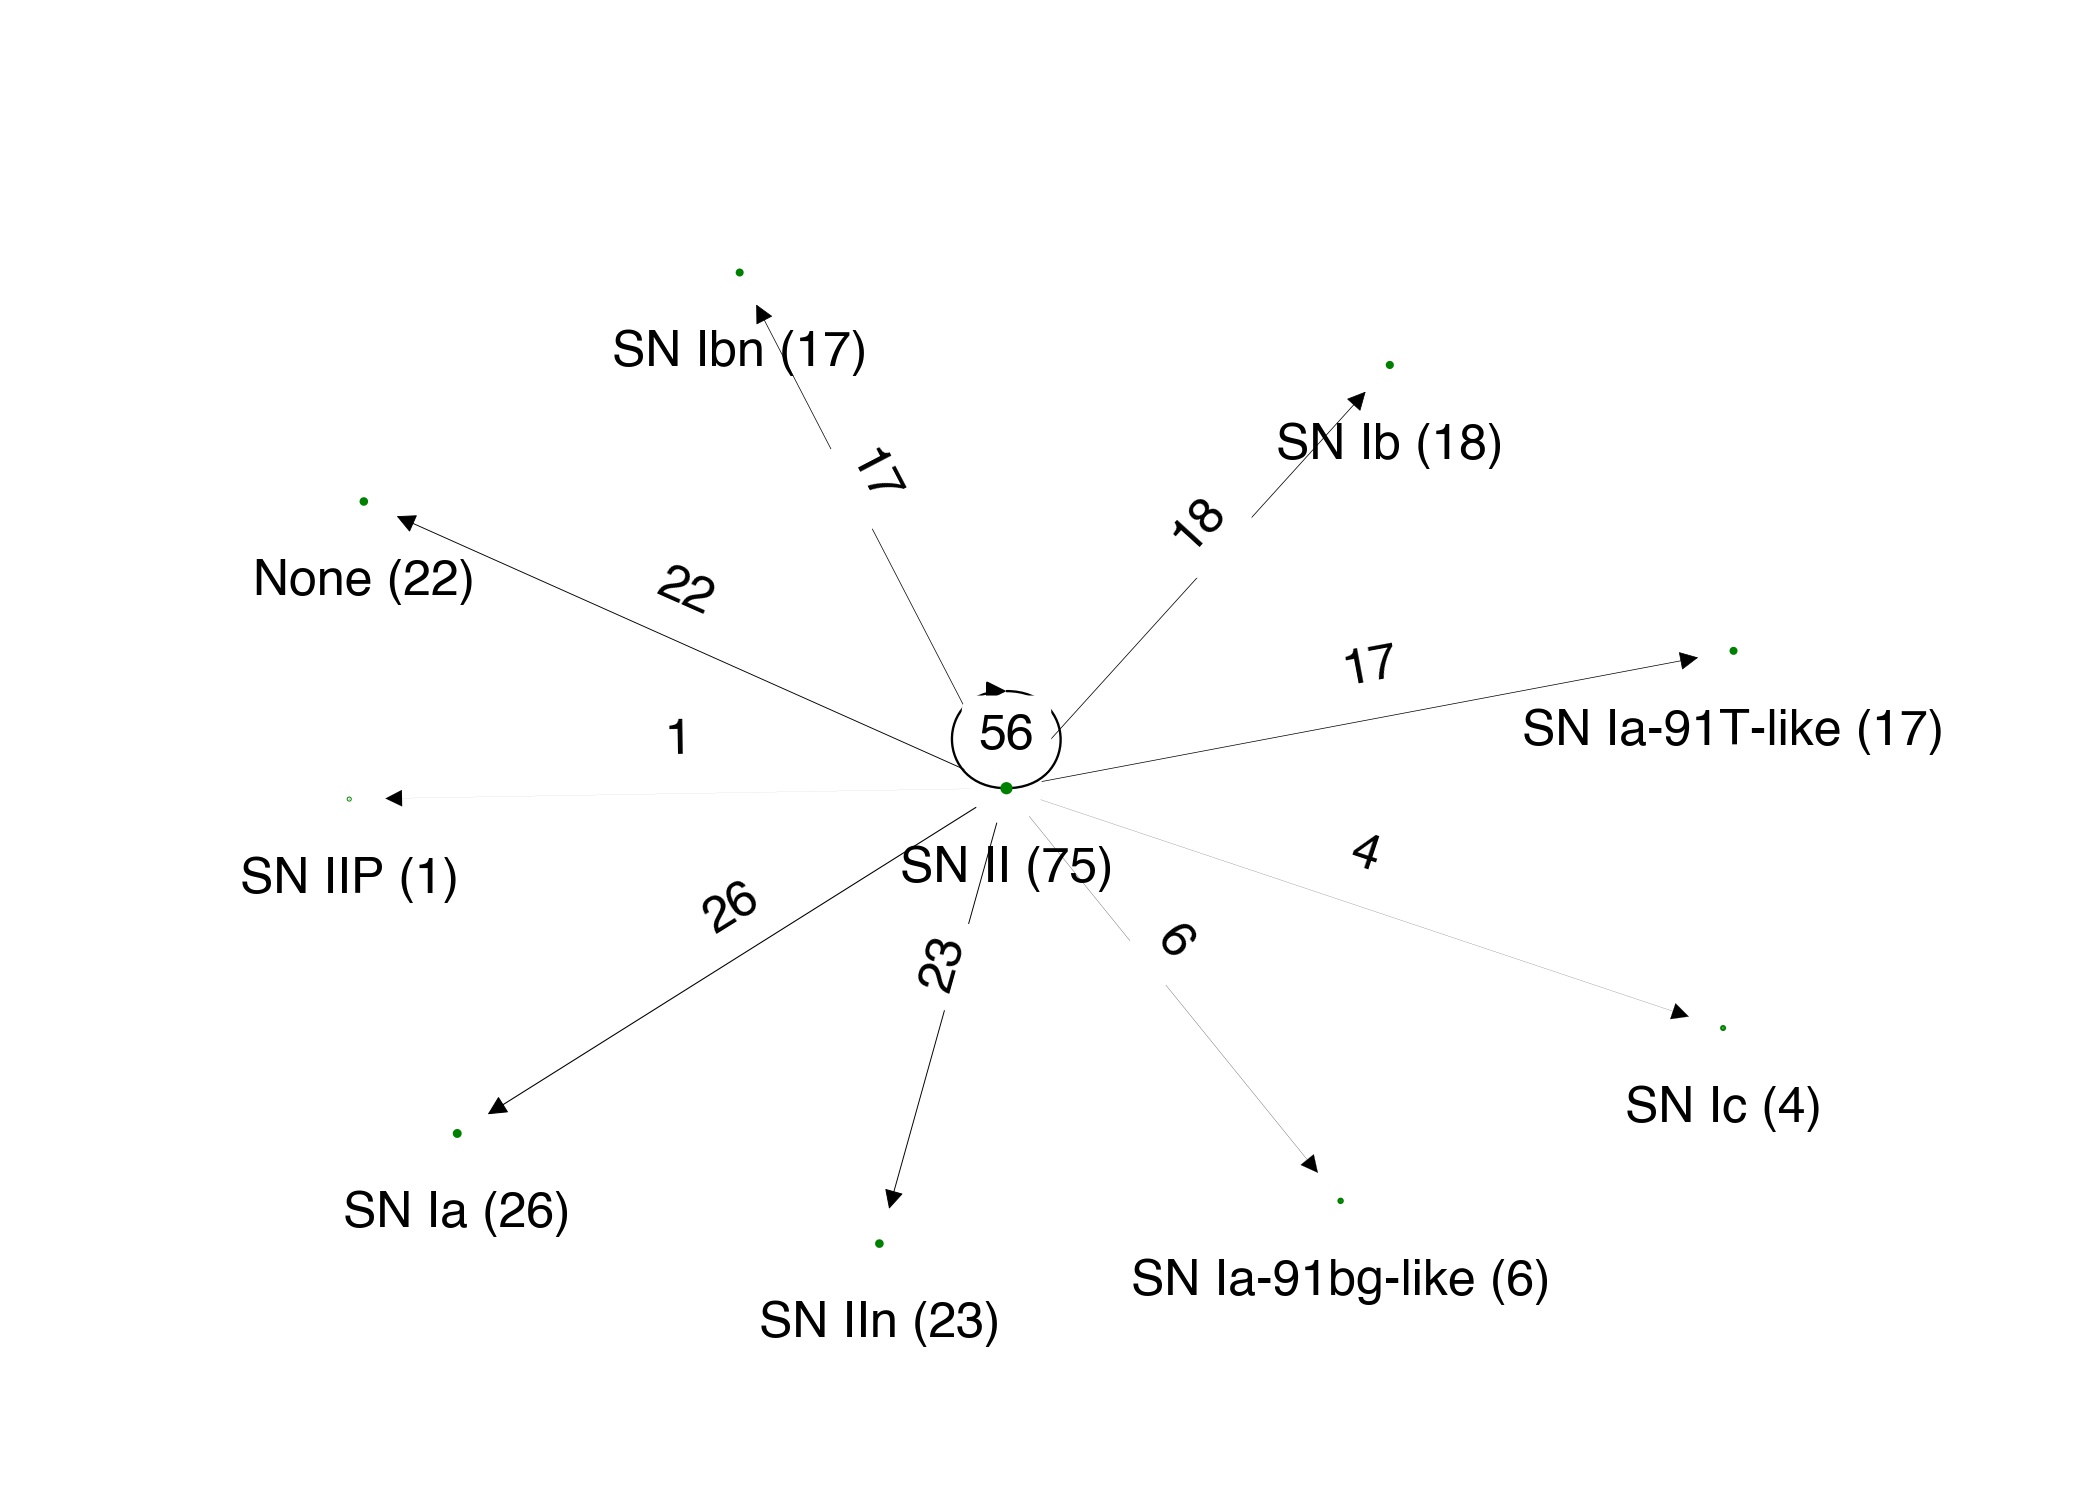 SN Ibn (17)
SN Ib (18)
17
18
None (22)
22
17
SN Ia-91T-like (17)
56
1
SN IIP (1)
SN II (75)
4
26
23
6
SN Ic (4)
SN Ia (26)
SN IIn (23)
SN Ia-91bg-like (6)